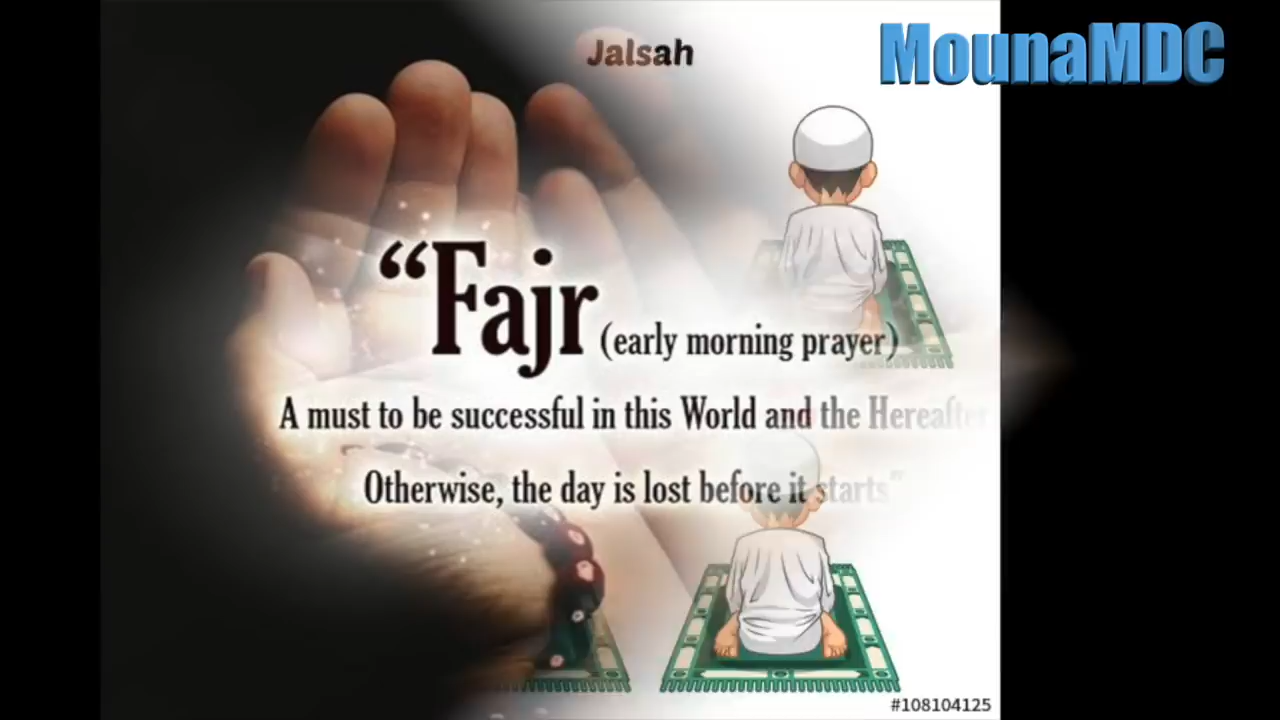 Jalsah
MounaMDC
“Fajr (early morning prayer)
A must to be successful in this World and the Hereafter
Otherwise, the day is lost before it starts”
#108104125